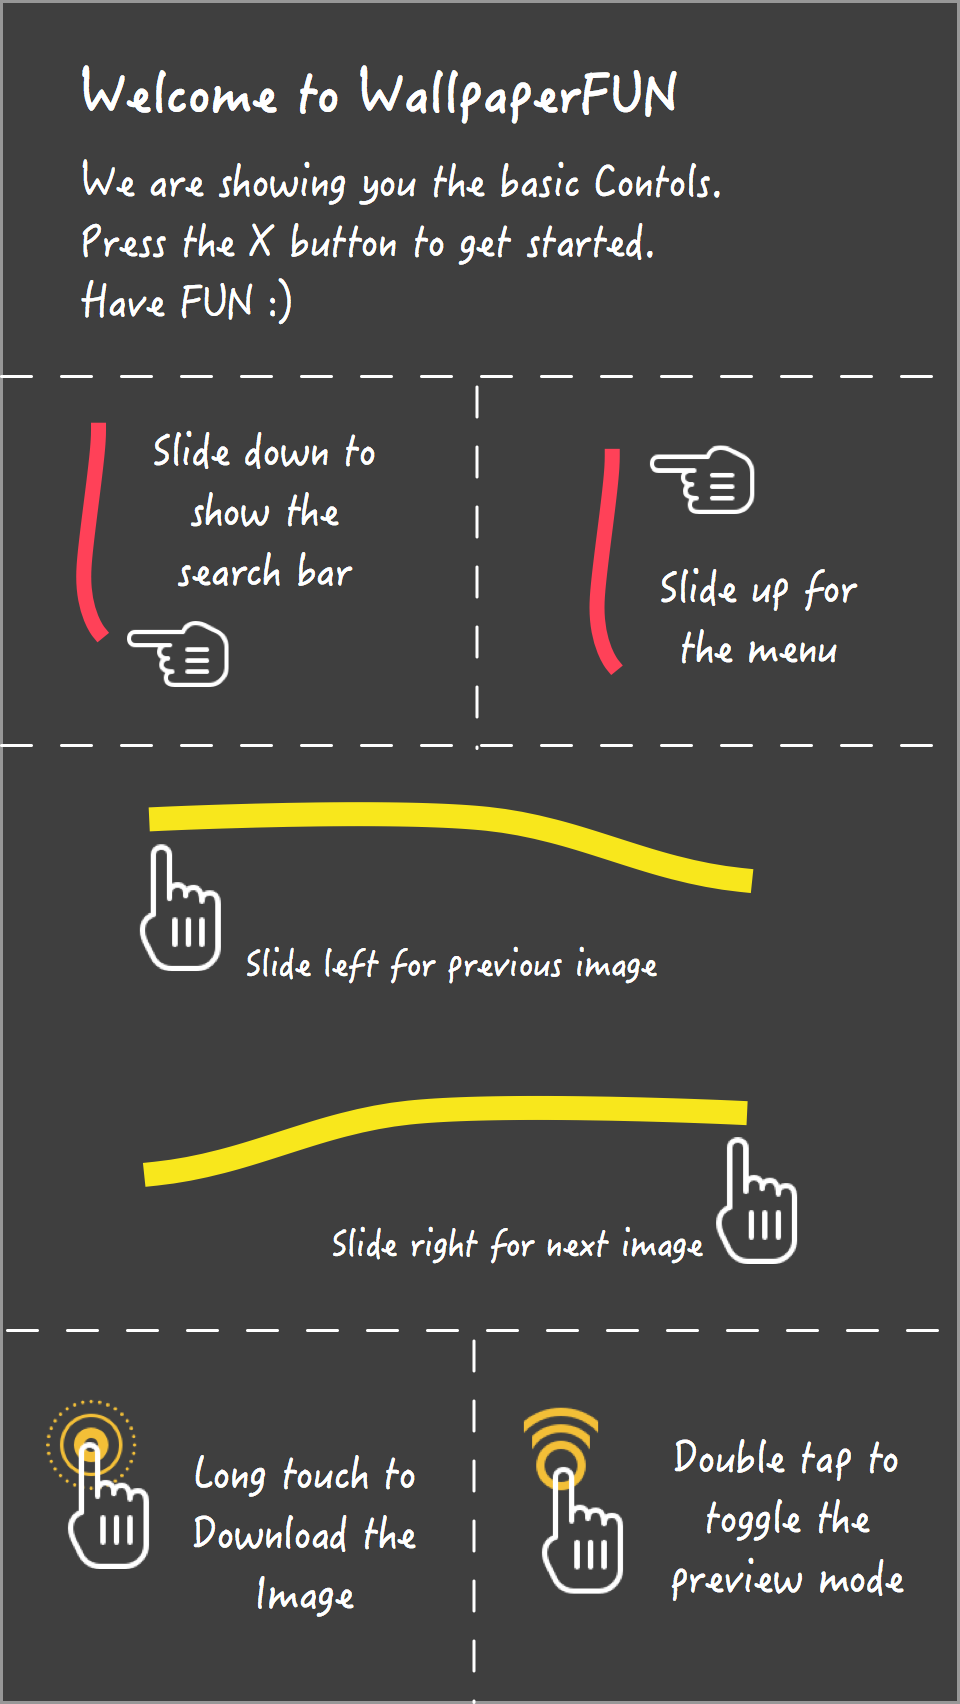 Welcome to WallpaperFUN
We are showing you the basic Contols.
Press the X button to get started.
Have FUN :)
Slide down to
show the
search bar
Slide up for
the menu
Slide left for previous image
Slide right for next image
Long touch to
Download the
Image
Double tap to
toggle the
preview mode